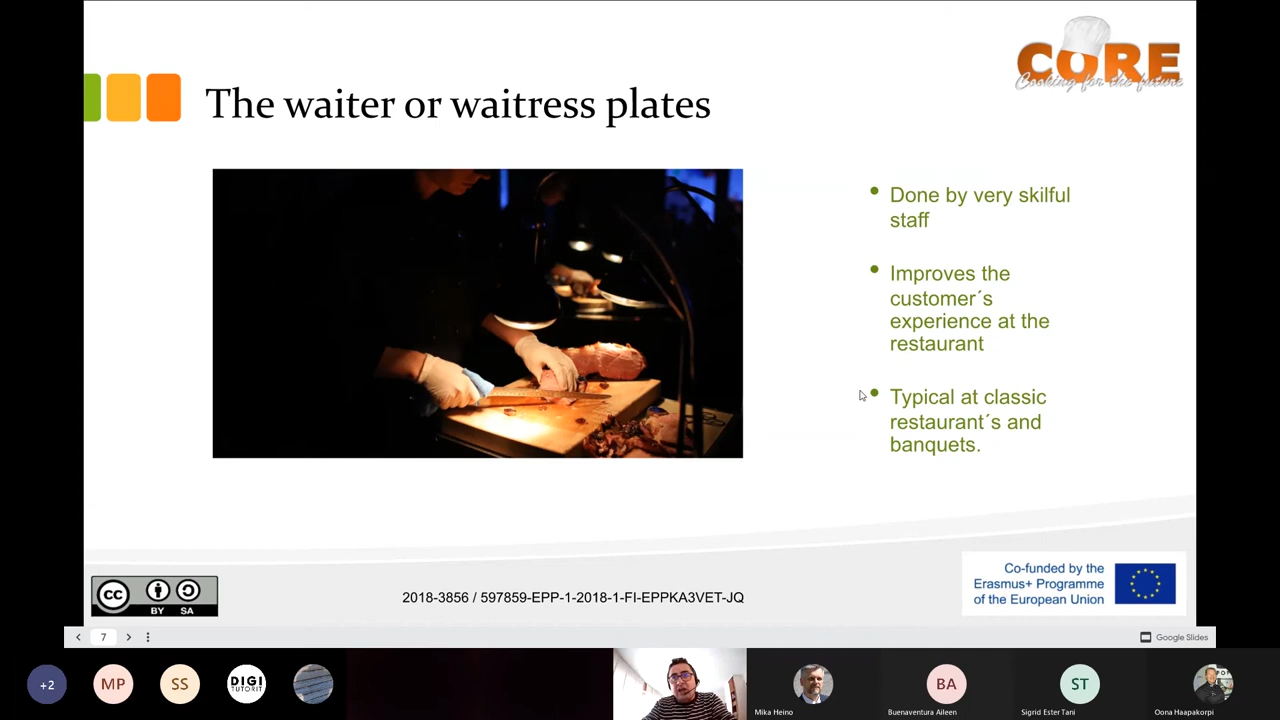 CORE
Cooking for the future
The waiter or waitress plates
Done by very skilful
staff
Improves the
customer´s
experience at the
restaurant
Typical at classic
restaurant´s and
banquets.
cc
BY SA
2018-3856 / 597859-EPP-1-2018-1-FI-EPPKA3VET-JQ
Co-funded by the
Erasmus+ Programme
of the European Union
7
Google Slides
+2
MP
SS
DIGI
TUTORIT
Mika Heino
BA
Buenaventura Aileen
ST
Sigrid Ester Tani
Oona Haapakorpi